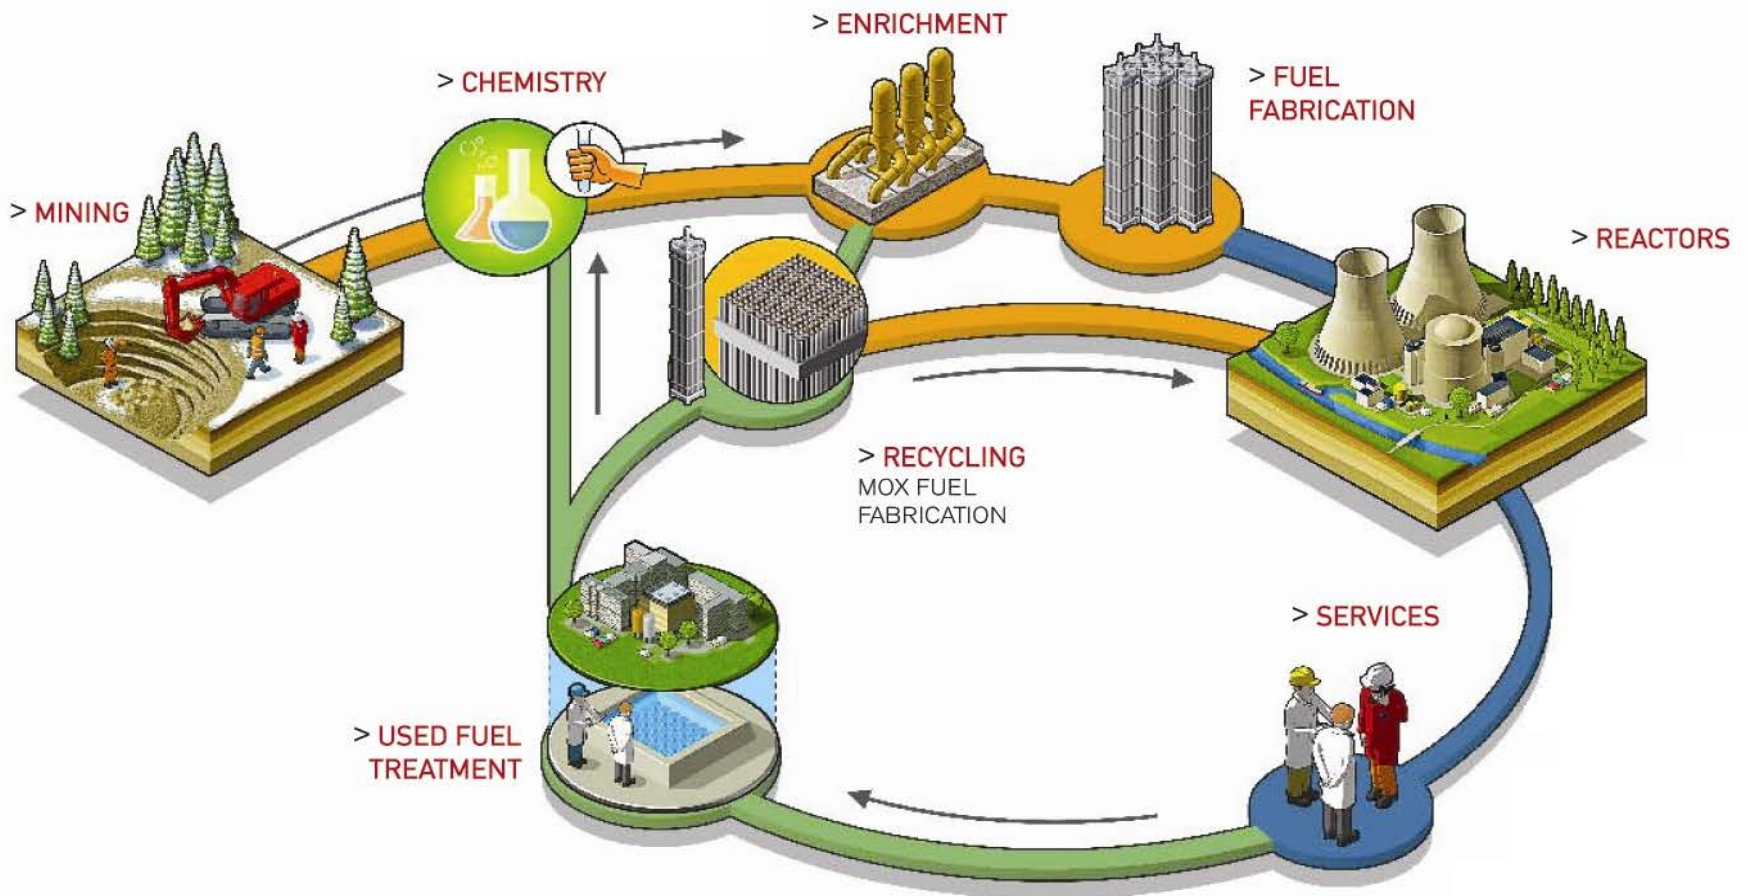 > ENRICHMENT
> CHEMISTRY
> FUEL
FABRICATION
> MINING
> REACTORS
> RECYCLING
MOX FUEL
FABRICATION
> SERVICES
> USED FUEL
TREATMENT